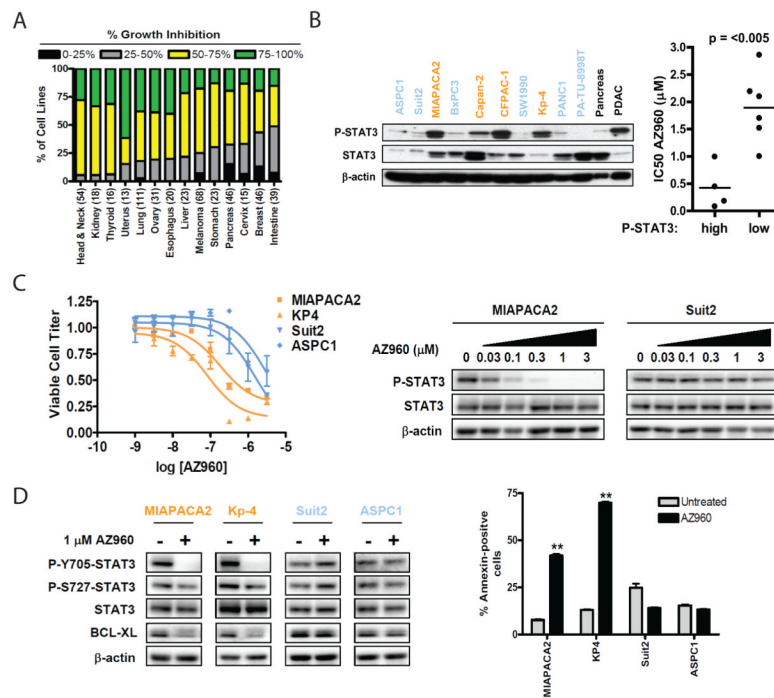 A
% Growth Inhibition
0-25% 25-50% 50-75% 75-100%
% of Cell Lines
100
75
50
25
0
Head & Neck (54)
Kidney (18)
Thyroid (16)
Uterus (13)
Lung (111)
Ovary (31)
Esophagus (20)
Liver (23)
Melanoma (68)
Stomach (23)
Pancreas (46)
Cervix (15)
Breast (46)
Intestine (39)
B
ASPC1
Suit2
MIAPACA2
BxPC3
Capan-2
CFPAC-1
SW1990
Kp-4
PANC1
PA-TU-8998T
Pancreas
PDAC
P-STAT3
STAT3
β-actin
p = <0.005
IC50 AZ960 (μM)
3.0
2.5
2.0
1.5
1.0
0.5
0.0
P-STAT3: high low
C
Viable Cell Titer
1.25
1.00
0.75
0.50
0.25
0.00
-10 -9 -8 -7 -6 -5
log [AZ960]
MIAPACA2
KP4
Suit2
ASPC1
MIAPACA2 Suit2
AZ960 (μM)
0 0.03 0.1 0.3 1 3 0 0.03 0.1 0.3 1 3
P-STAT3
STAT3
β-actin
D
MIAPACA2 Kp-4 Suit2 ASPC1
1 μM AZ960 - + - + - + - +
P-Y705-STAT3
P-S727-STAT3
STAT3
BCL-XL
β-actin
% Annexin-positve
cells
75
50
25
0
** **
Untreated
AZ960
MIAPACA2
KP4
Suit2
ASPC1